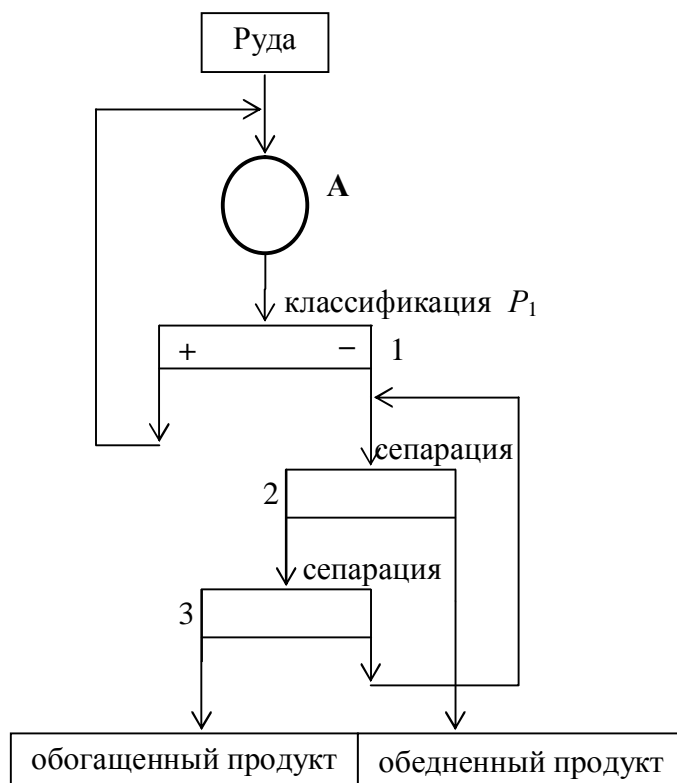 Руда
А
классификация P₁
+ − 1
сепарация
2
сепарация
3
обогащенный продукт
обедненный продукт